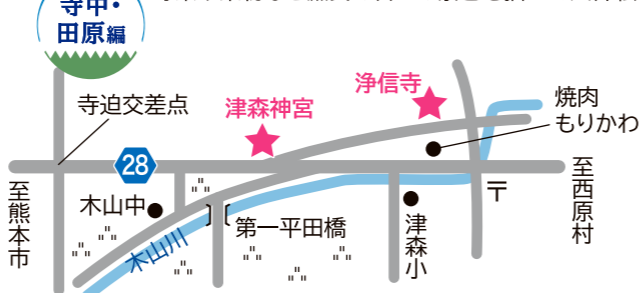 寺中・
田原編
寺迫交差点
津森神宮
浄信寺
焼肉
もりかわ
28
至熊本市
木山中
木山川
第一平田橋
津森小
〒
至西原村